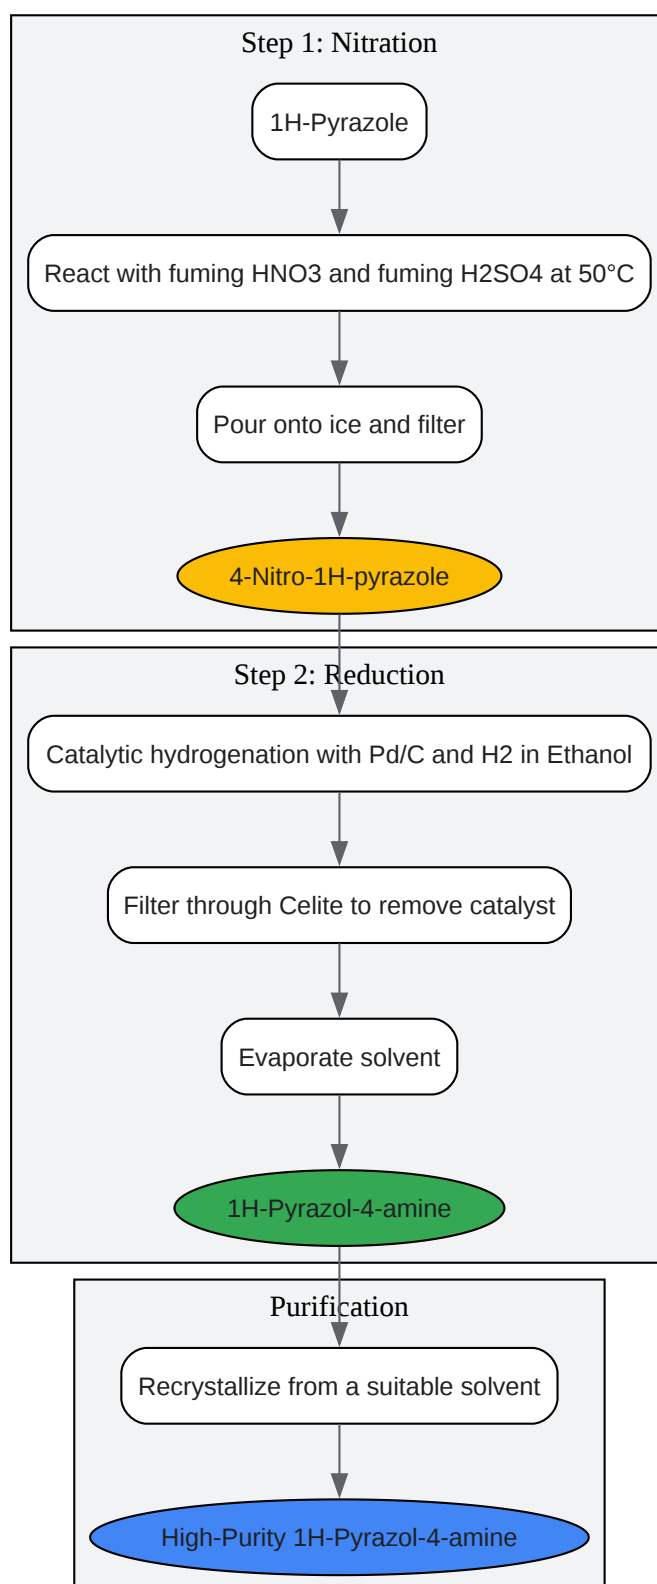 Step 1: Nitration
1H-Pyrazole
React with fuming HNO3 and fuming H2SO4 at 50°C
Pour onto ice and filter
4-Nitro-1H-pyrazole
Step 2: Reduction
Catalytic hydrogenation with Pd/C and H2 in Ethanol
Filter through Celite to remove catalyst
Evaporate solvent
1H-Pyrazol-4-amine
Purification
Recrystallize from a suitable solvent
High-Purity 1H-Pyrazol-4-amine